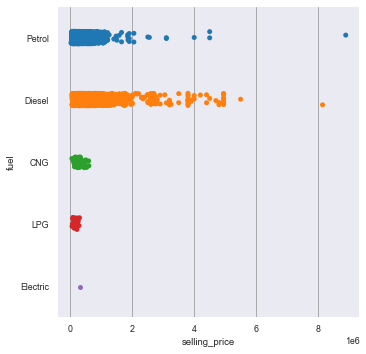 Petrol
Diesel
CNG
LPG
Electric
fuel
0 2 4 6 8
1e6
selling_price